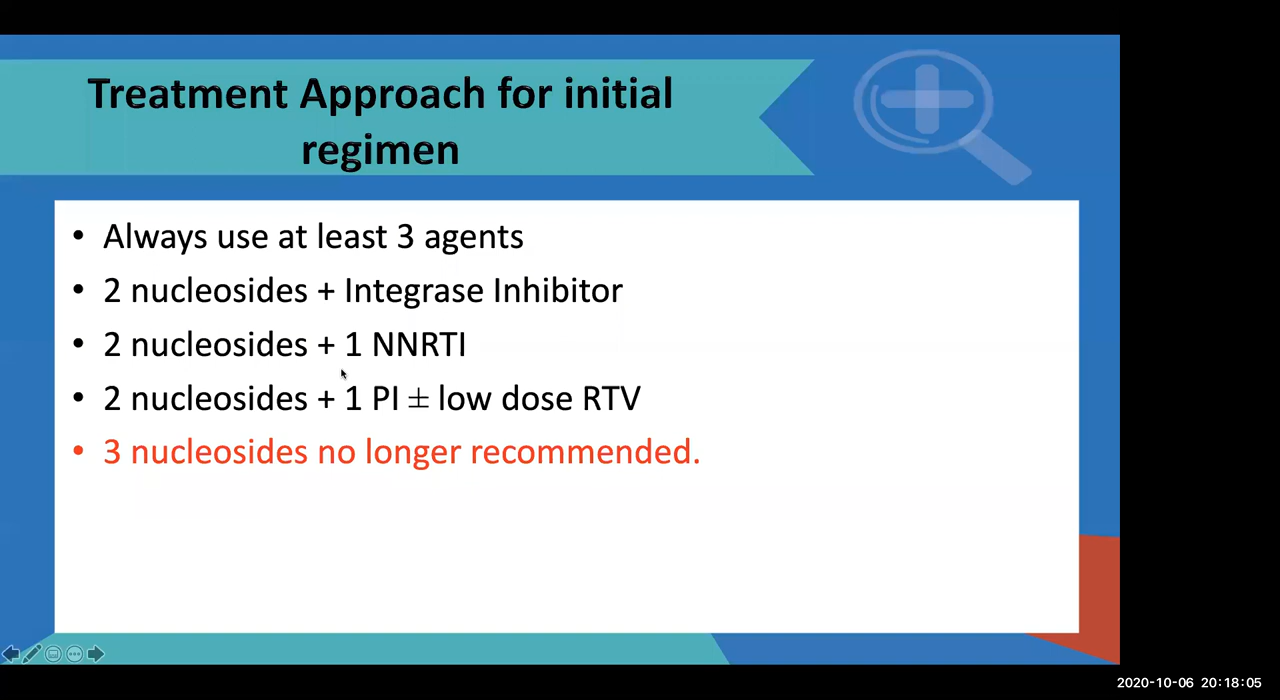 Treatment Approach for initial
regimen
• Always use at least 3 agents
• 2 nucleosides + Integrase Inhibitor
• 2 nucleosides + 1 NNRTI
• 2 nucleosides + 1 PI ± low dose RTV
• 3 nucleosides no longer recommended.
2020-10-06 20:18:05